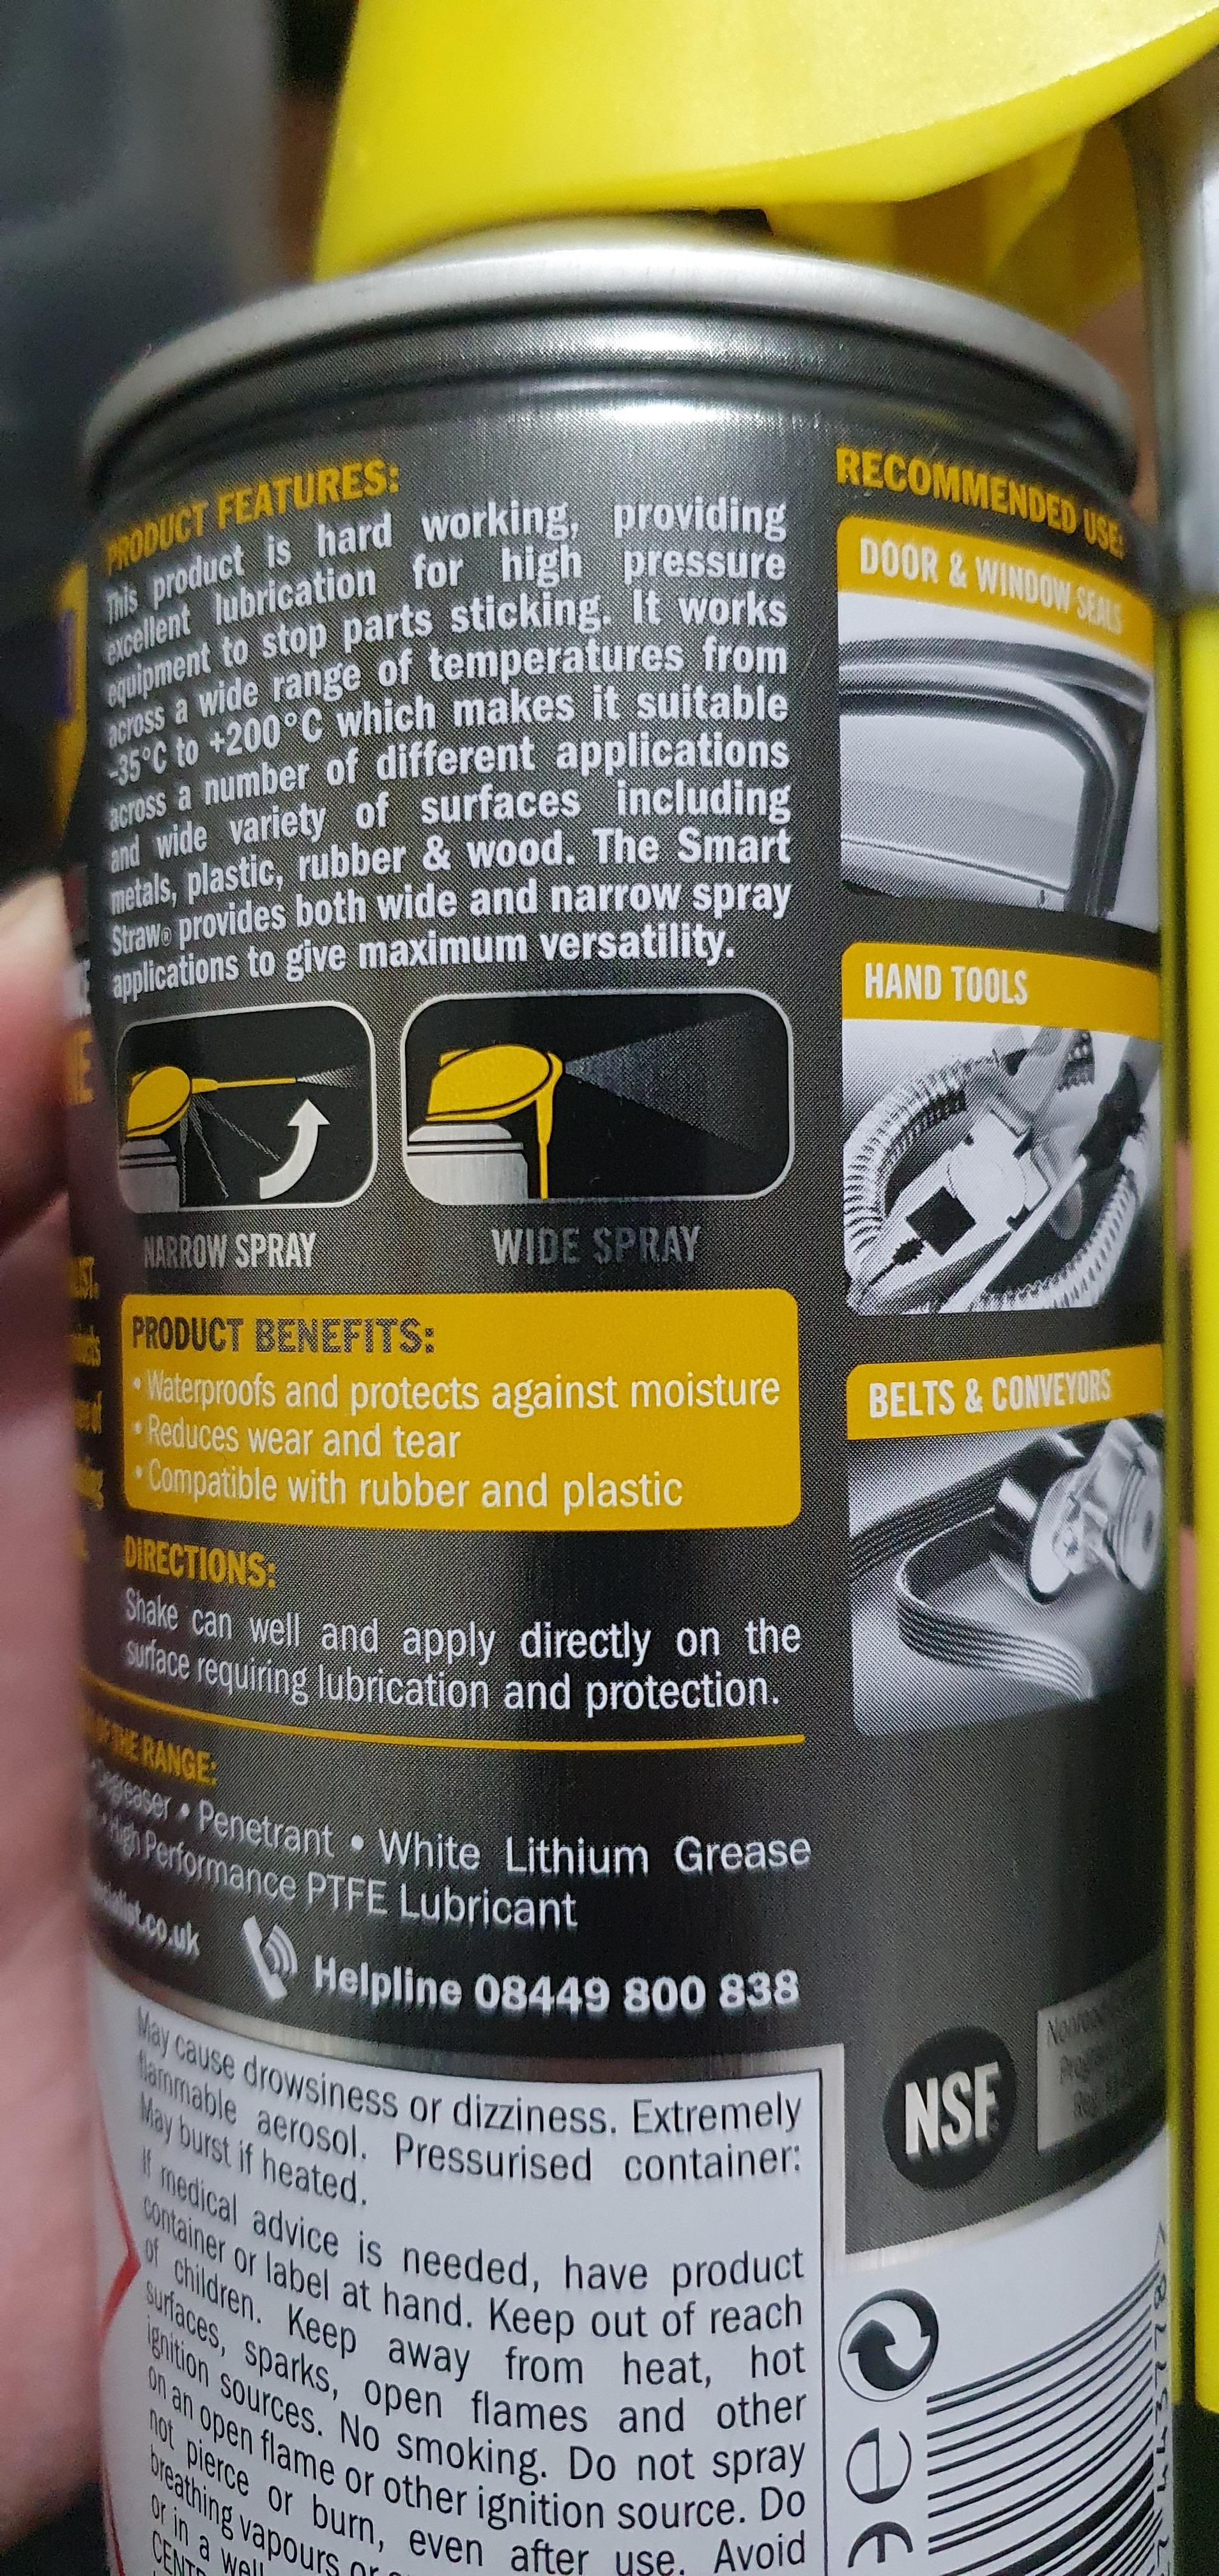 PRODUCT FEATURES:
This product is hard working, providing
excellent lubrication for high pressure
equipment to stop parts sticking. It works
across a wide range of temperatures from
-35°C to +200°C which makes it suitable
across a number of different applications
and wide variety of surfaces including
metals, plastic, rubber & wood. The Smart
Straw® provides both wide and narrow spray
applications to give maximum versatility.
NARROW SPRAY
WIDE SPRAY
PRODUCT BENEFITS:
• Waterproofs and protects against moisture
• Reduces wear and tear
• Compatible with rubber and plastic
DIRECTIONS:
Shake can well and apply directly on the
surface requiring lubrication and protection.
OF THE RANGE:
• Degreaser • Penetrant • White Lithium Grease
• High Performance PTFE Lubricant
Helpline 08449 800 838
RECOMMENDED USE:
DOOR & WINDOW SEALS
HAND TOOLS
BELTS & CONVEYORS
NSF
May cause drowsiness or dizziness. Extremely
flammable aerosol. Pressurised container:
May burst if heated.
If medical advice is needed, have product
container or label at hand. Keep out of reach
of children. Keep away from heat, hot
surfaces, sparks, open flames and other
ignition sources. No smoking. Do not spray
on an open flame or other ignition source. Do
not pierce or burn, even after use. Avoid
breathing vapours or
or in a well